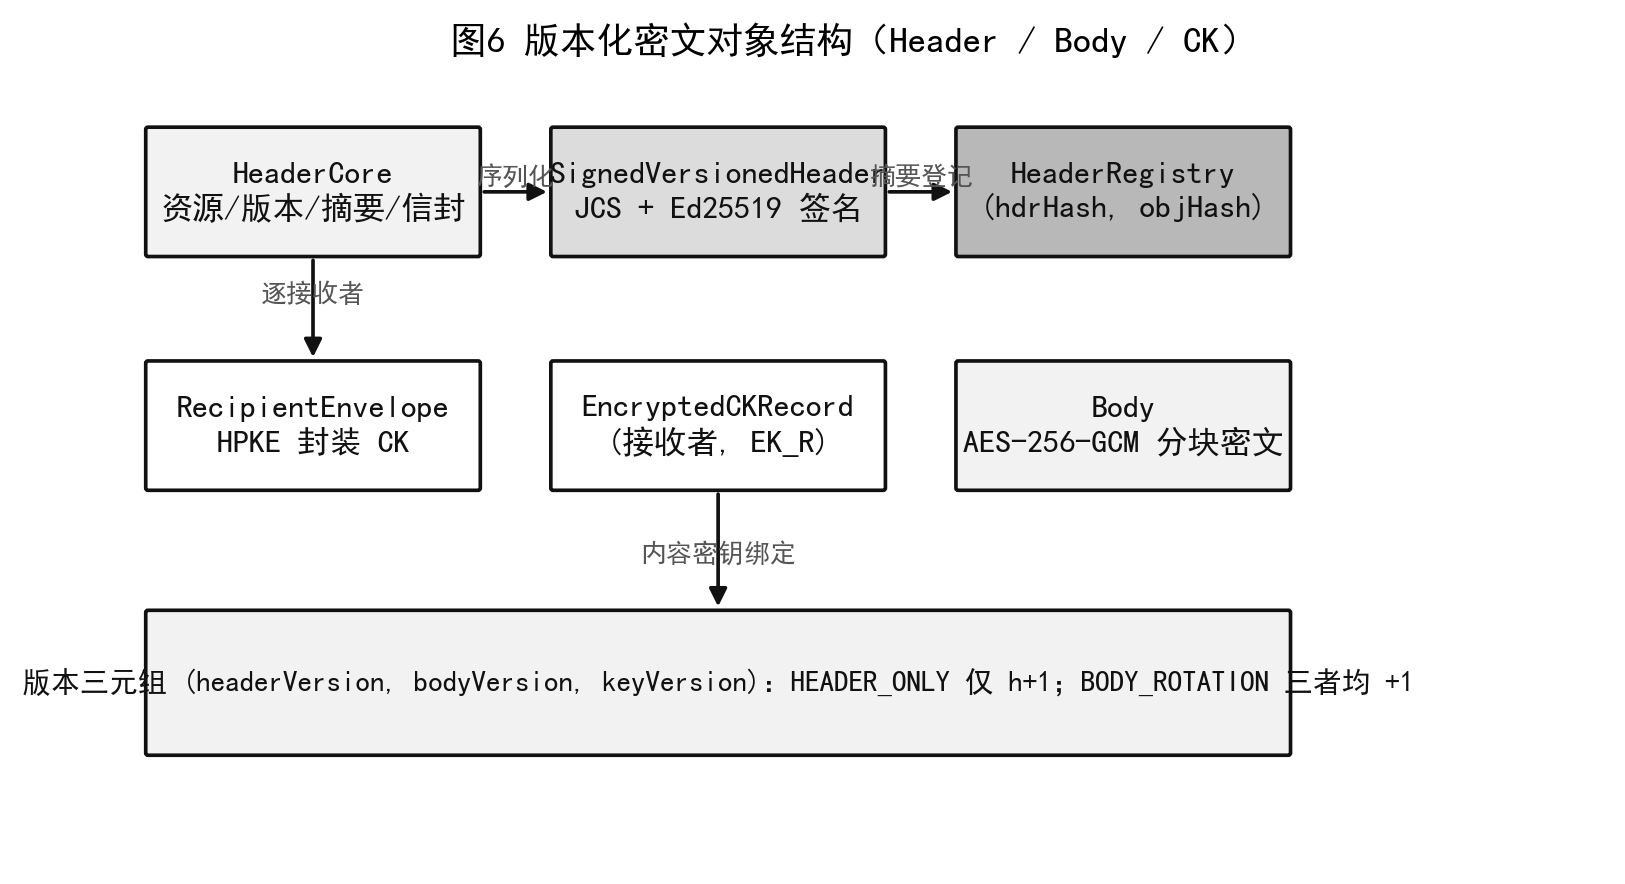 图6 版本化密文对象结构（Header / Body / CK）
HeaderCore
资源/版本/摘要/信封
序列化
SignedVersionedHeader
JCS + Ed25519 签名
摘要登记
HeaderRegistry
(hdrHash, objHash)
逐接收者
RecipientEnvelope
HPKE 封装 CK
EncryptedCKRecord
(接收者, EK_R)
Body
AES-256-GCM 分块密文
内容密钥绑定
版本三元组 (headerVersion, bodyVersion, keyVersion)：HEADER_ONLY 仅 h+1；BODY_ROTATION 三者均 +1